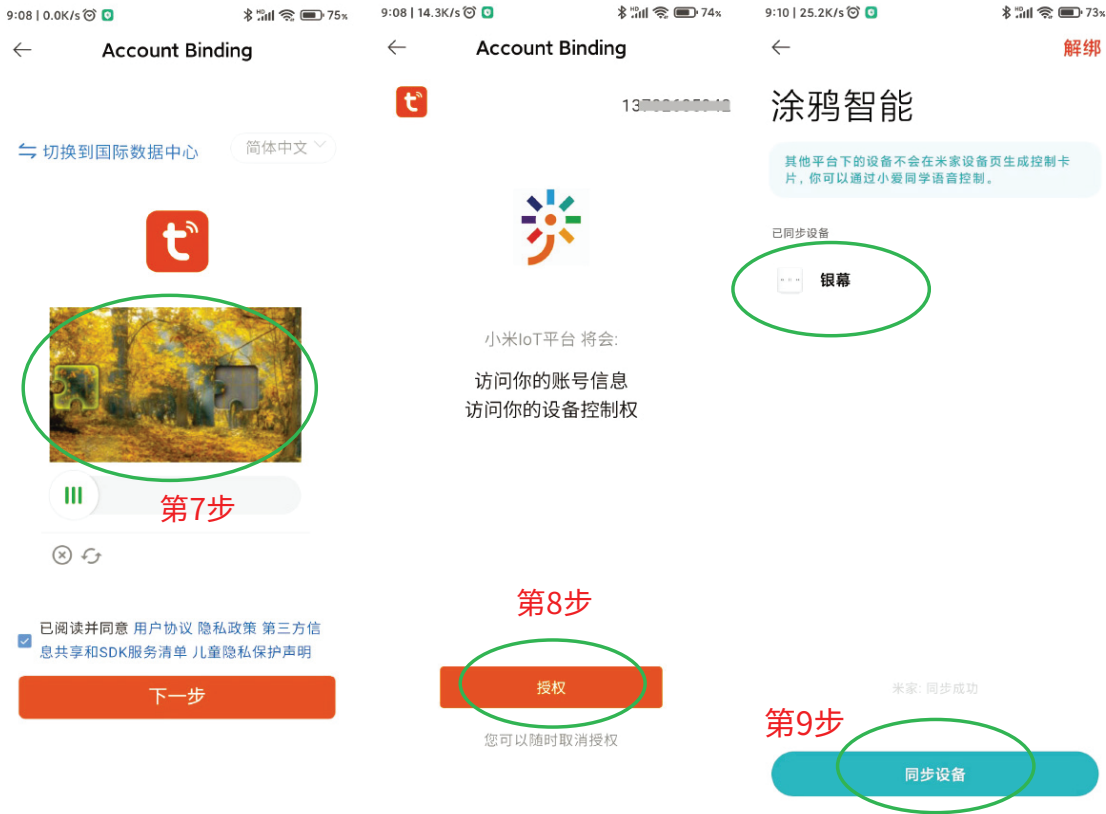 9:08 | 0.0K/s
75%
Account Binding
切换到国际数据中心
简体中文
第7步
已阅读并同意 用户协议 隐私政策 第三方信
息共享和SDK服务清单 儿童隐私保护声明
下一步
9:08 | 14.3K/s
74%
Account Binding
小米IoT平台 将会:
访问你的账号信息
访问你的设备控制权
第8步
授权
您可以随时取消授权
9:10 | 25.2K/s
73%
解绑
涂鸦智能
其他平台下的设备不会在米家设备页生成控制卡
片，你可以通过小爱同学语音控制。
已同步设备
银幕
米家: 同步成功
第9步
同步设备